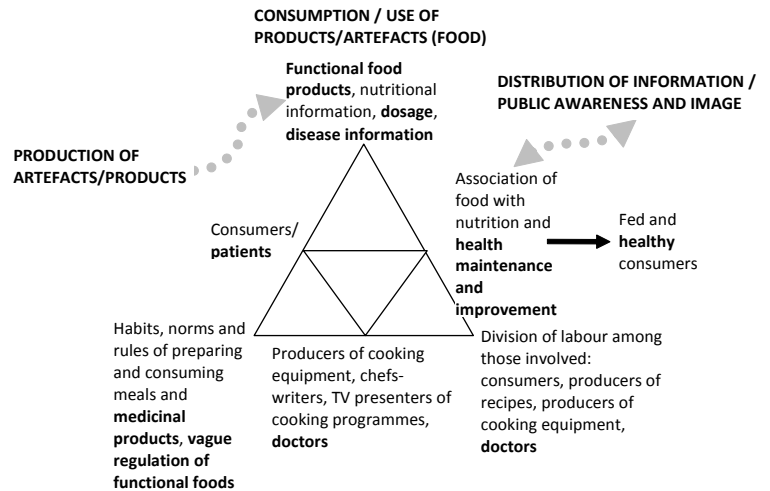 CONSUMPTION / USE OF
PRODUCTS/ARTEFACTS (FOOD)
Functional food
products, nutritional
information, dosage,
disease information
DISTRIBUTION OF INFORMATION /
PUBLIC AWARENESS AND IMAGE
PRODUCTION OF
ARTEFACTS/PRODUCTS
Association of
food with
nutrition and
health
maintenance
and
improvement
Fed and
healthy
consumers
Consumers/
patients
Habits, norms and
rules of preparing
and consuming
meals and
medicinal
products, vague
regulation of
functional foods
Producers of cooking
equipment, chefs-
writers, TV presenters of
cooking programmes,
doctors
Division of labour among
those involved:
consumers, producers of
recipes, producers of
cooking equipment,
doctors